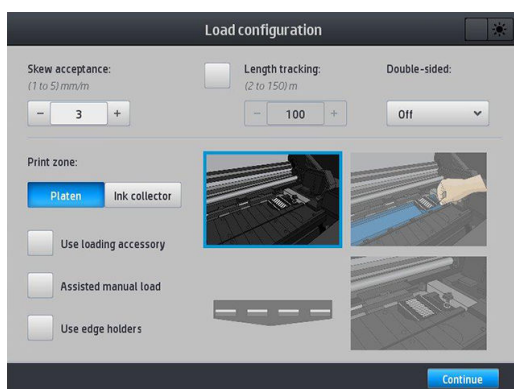 Load configuration
Skew acceptance:
(1 to 5) mm/m
- 3 +
Length tracking:
(2 to 150) m
- 100 +
Double-sided:
Off
Print zone:
Platen
Ink collector
Use loading accessory
Assisted manual load
Use edge holders
Continue